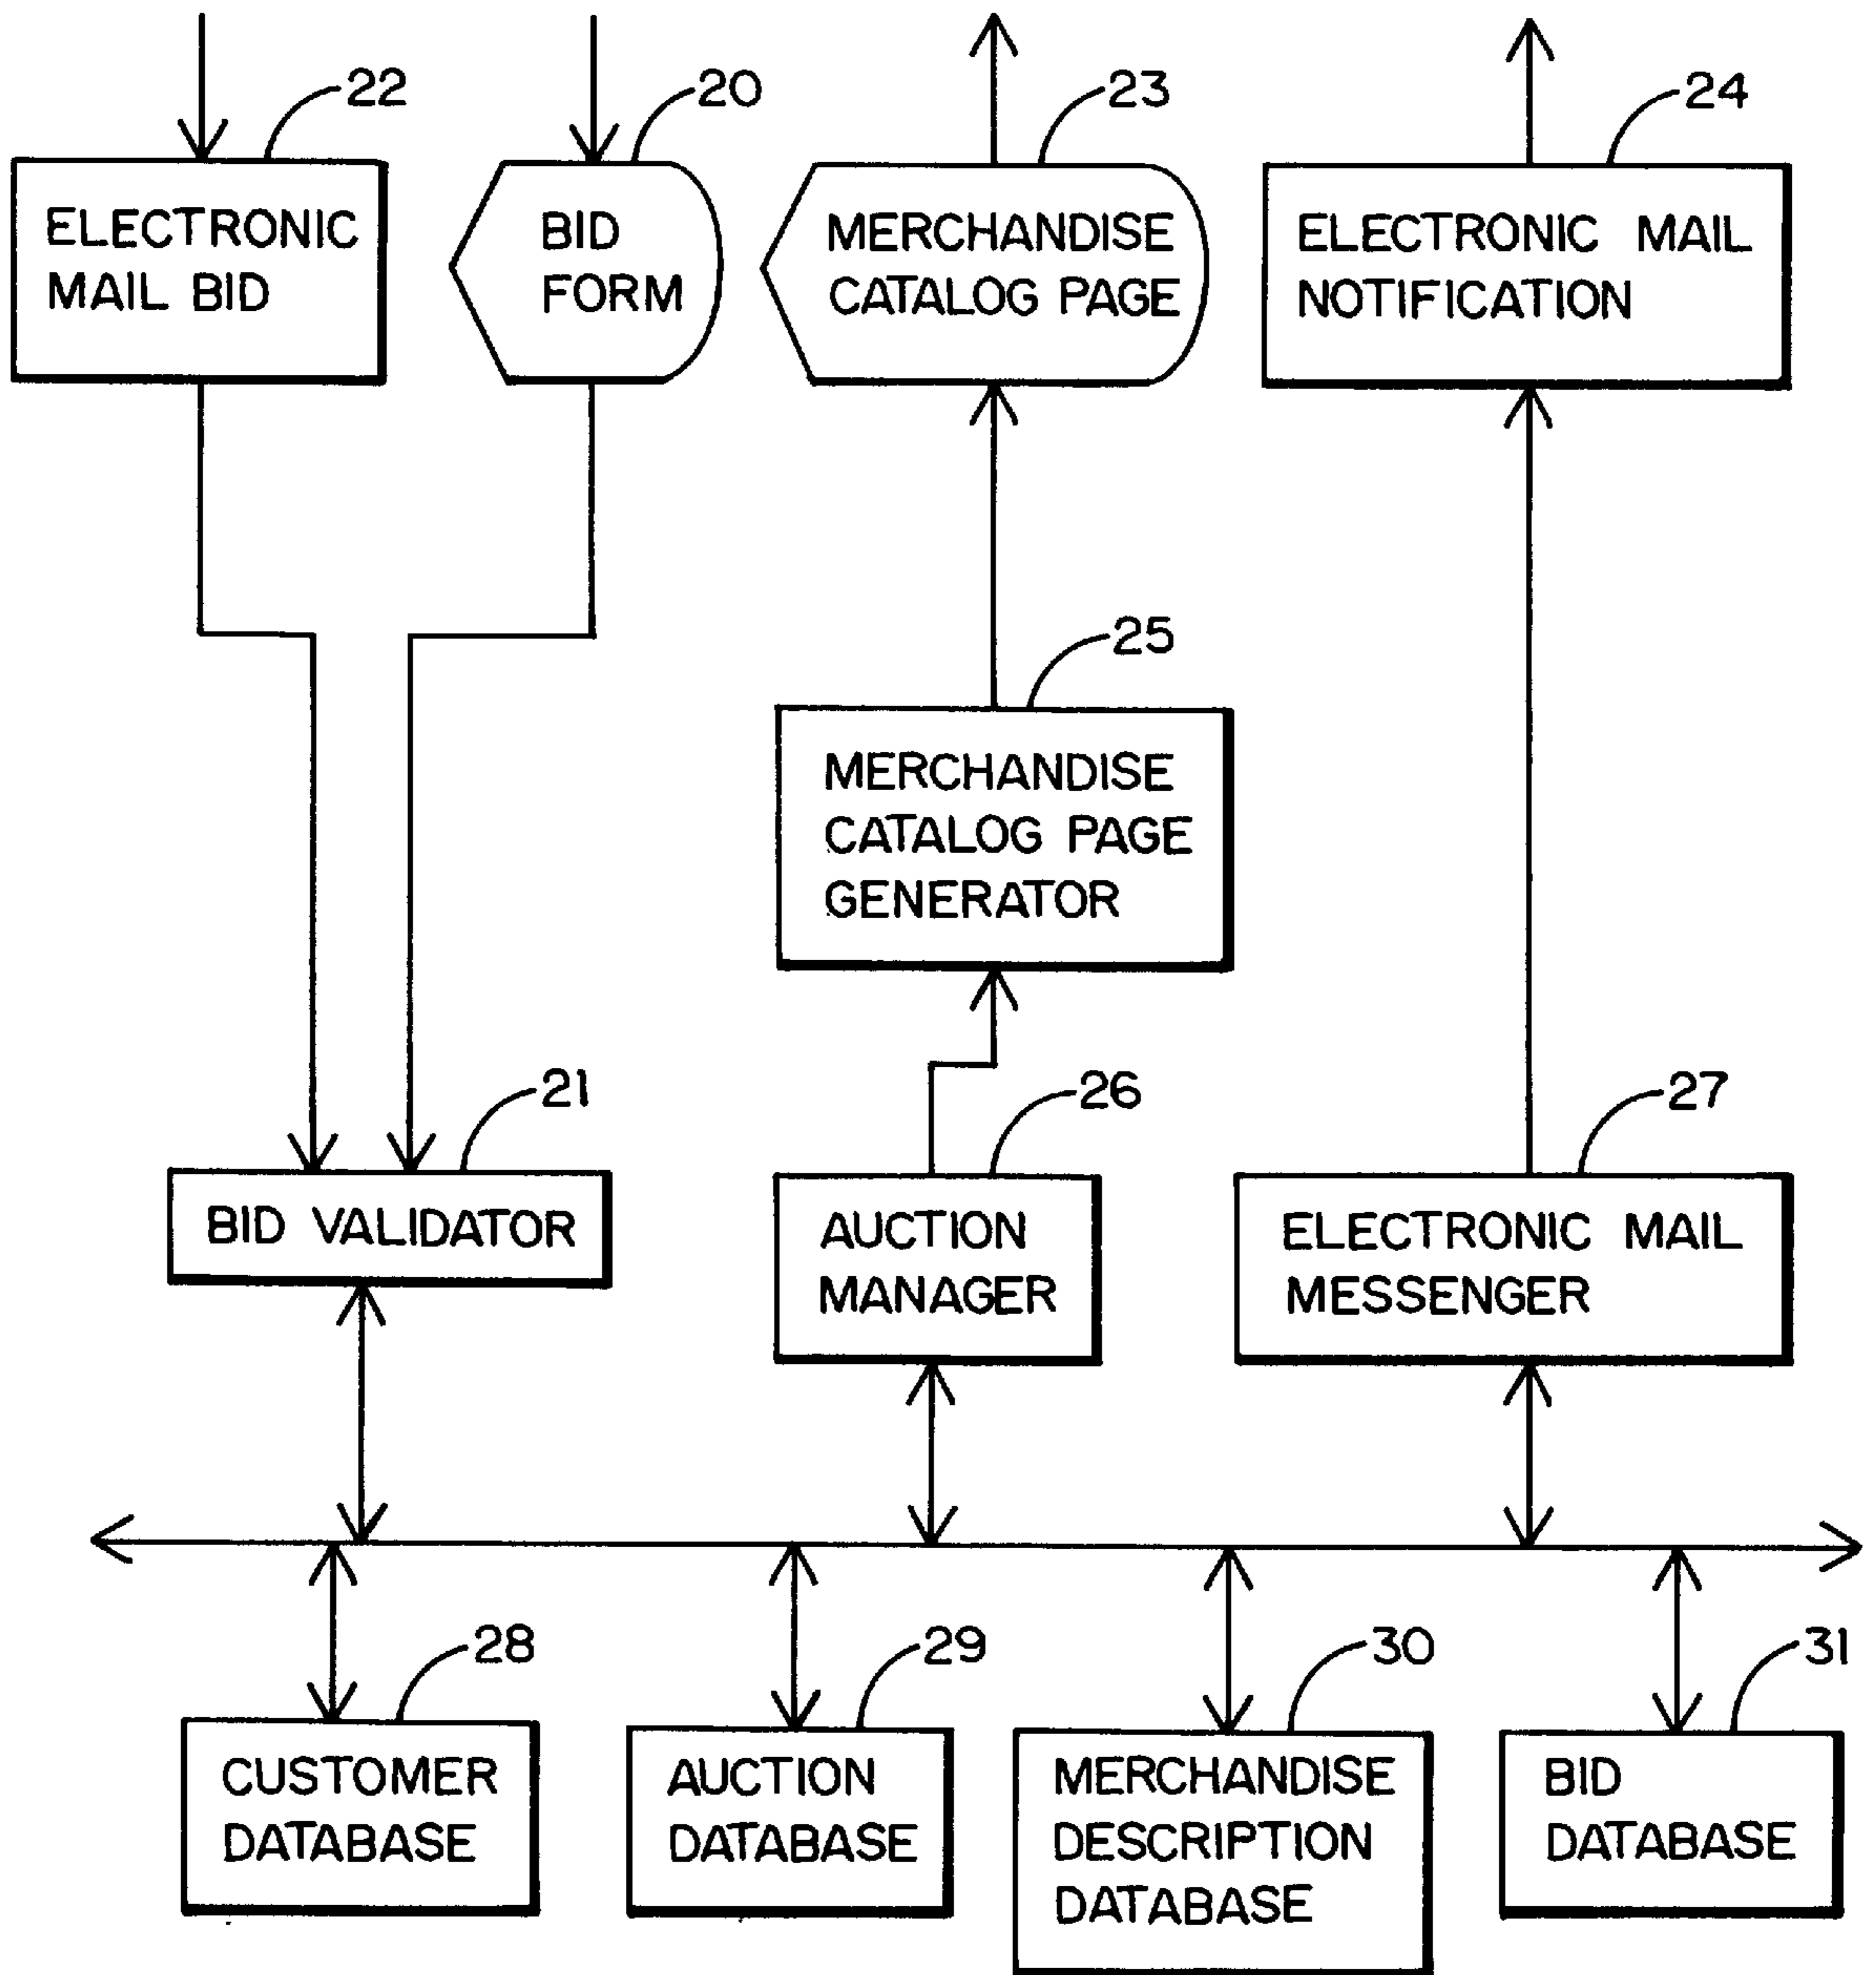 22
20
23
24
ELECTRONIC
MAIL BID
BID
FORM
MERCHANDISE
CATALOG PAGE
ELECTRONIC MAIL
NOTIFICATION
25
MERCHANDISE
CATALOG PAGE
GENERATOR
21
26
27
BID VALIDATOR
AUCTION
MANAGER
ELECTRONIC MAIL
MESSENGER
28
29
30
31
CUSTOMER
DATABASE
AUCTION
DATABASE
MERCHANDISE
DESCRIPTION
DATABASE
BID
DATABASE